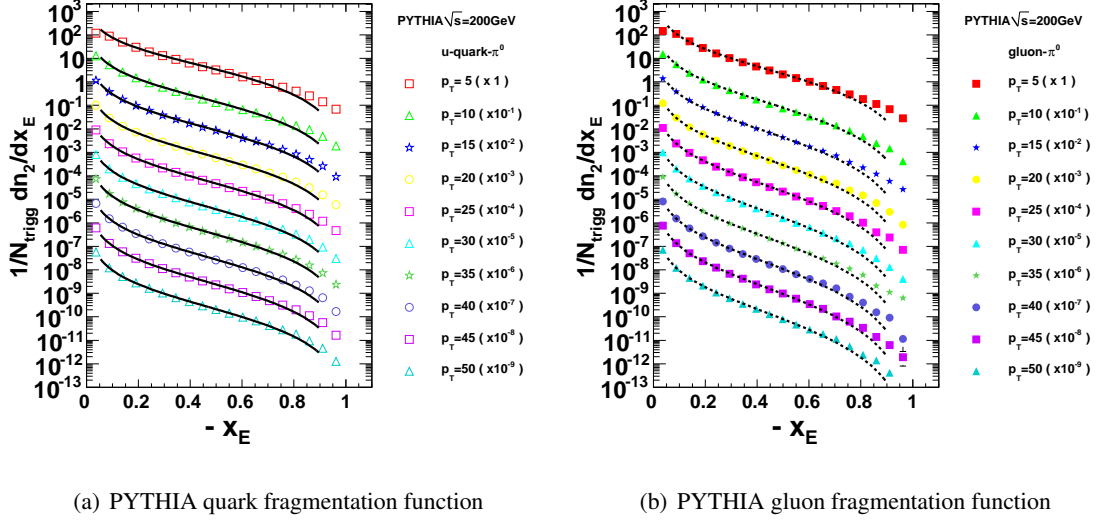 PYTHIA√s=200GeV
u-quark-π⁰
p_T= 5 ( x 1 )
p_T=10 (x10⁻¹)
p_T=15 ( x10⁻²)
p_T=20 ( x10⁻³)
p_T=25 ( x10⁻⁴)
p_T=30 ( x10⁻⁵)
p_T=35 ( x10⁻⁶)
p_T=40 ( x10⁻⁷)
p_T=45 ( x10⁻⁸)
p_T=50 (x10⁻⁹)
1/N_trigg dn₂/dx_E
10³
10²
10
1
10⁻¹
10⁻²
10⁻³
10⁻⁴
10⁻⁵
10⁻⁶
10⁻⁷
10⁻⁸
10⁻⁹
10⁻¹⁰
10⁻¹¹
10⁻¹²
10⁻¹³
0 0.2 0.4 0.6 0.8 1
- x_E
(a) PYTHIA quark fragmentation function
PYTHIA√s=200GeV
gluon-π⁰
p_T= 5 ( x 1 )
p_T=10 (x10⁻¹)
p_T=15 ( x10⁻²)
p_T=20 ( x10⁻³)
p_T=25 ( x10⁻⁴)
p_T=30 ( x10⁻⁵)
p_T=35 ( x10⁻⁶)
p_T=40 ( x10⁻⁷)
p_T=45 ( x10⁻⁸)
p_T=50 (x10⁻⁹)
1/N_trigg dn₂/dx_E
10³
10²
10
1
10⁻¹
10⁻²
10⁻³
10⁻⁴
10⁻⁵
10⁻⁶
10⁻⁷
10⁻⁸
10⁻⁹
10⁻¹⁰
10⁻¹¹
10⁻¹²
10⁻¹³
0 0.2 0.4 0.6 0.8 1
- x_E
(b) PYTHIA gluon fragmentation function